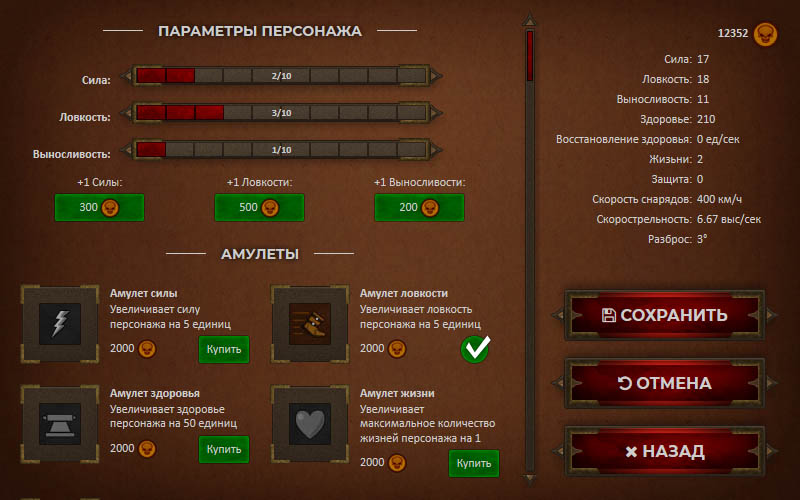 ПАРАМЕТРЫ ПЕРСОНАЖА
Сила: 2/10
Ловкость: 3/10
Выносливость: 1/10
+1 Силы: +1 Ловкости: +1 Выносливости:
300 500 200
АМУЛЕТЫ
Амулет силы
Увеличивает силу
персонажа на 5 единиц
2000 Купить
Амулет ловкости
Увеличивает ловкость
персонажа на 5 единиц
2000
Амулет здоровья
Увеличивает здоровье
персонажа на 50 единиц
2000 Купить
Амулет жизни
Увеличивает
максимальное количество
жизней персонажа на 1
2000 Купить
12352
Сила: 17
Ловкость: 18
Выносливость: 11
Здоровье: 210
Восстановление здоровья: 0 ед/сек
Жизьни: 2
Защита: 0
Скорость снарядов: 400 км/ч
Скорострельность: 6.67 выс/сек
Разброс: 3°
СОХРАНИТЬ
ОТМЕНА
НАЗАД